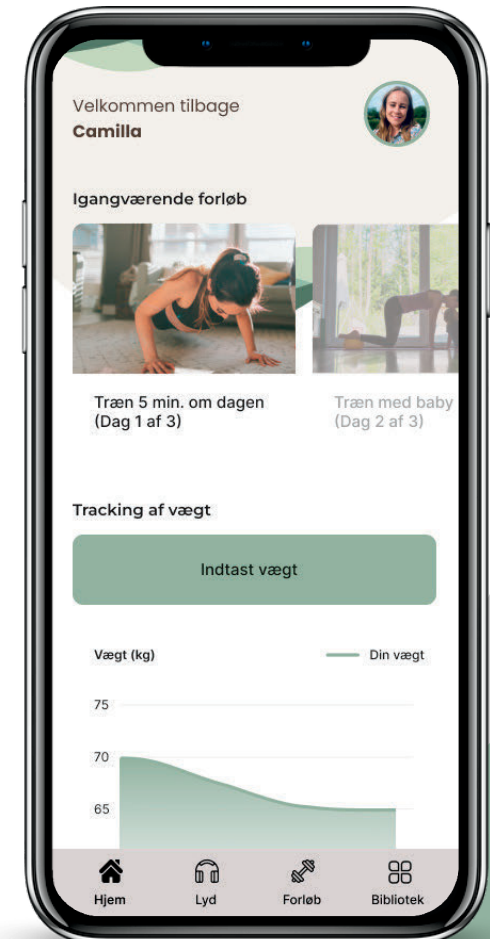 Velkommen tilbage
Camilla
Igangværende forløb
Træn 5 min. om dagen
(Dag 1 af 3)
Træn med baby
(Dag 2 af 3)
Tracking af vægt
Indtast vægt
Vægt (kg)
Din vægt
75
70
65
Hjem
Lyd
Forløb
Bibliotek